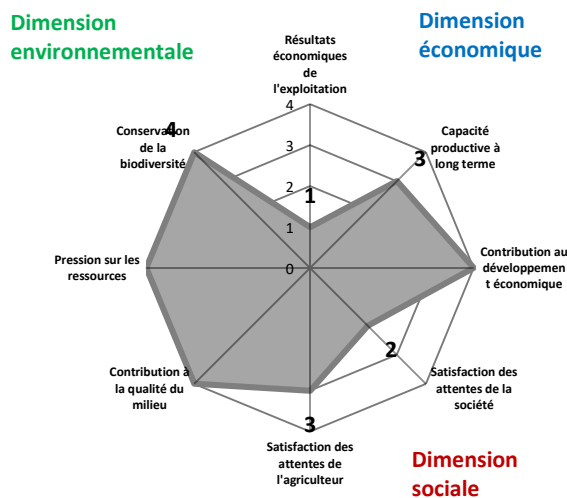 Dimension
environnementale
Dimension
économique
Résultats
économiques
de
l'exploitation
4
3
2
1
0
1
Capacité
productive à
long terme
3
Contribution au
développemen
t économique
Satisfaction des
attentes de la
société
2
Satisfaction des
attentes de
l'agriculteur
3
Dimension
sociale
Contribution à
la qualité du
milieu
Pression sur les
ressources
Conservation
de la
biodiversité
4